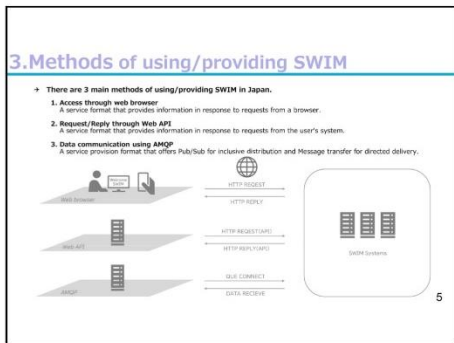 3.Methods of using/providing SWIM
→ There are 3 main methods of using/providing SWIM in Japan.
1. Access through web browser
A service format that provides information in response to requests from a browser.
2. Request/Reply through Web API
A service format that provides information in response to requests from the user's system.
3. Data communication using AMQP
A service provision format that offers Pub/Sub for inclusive distribution and Message transfer for directed delivery.
Welcome
SWIM
Web browser
HTTP REQEST
HTTP REPLY
Web API
HTTP REQEST(API)
HTTP REPLY(API)
SWIM Systems
AMQP
QUE CONNECT
DATA RECIEVE
5